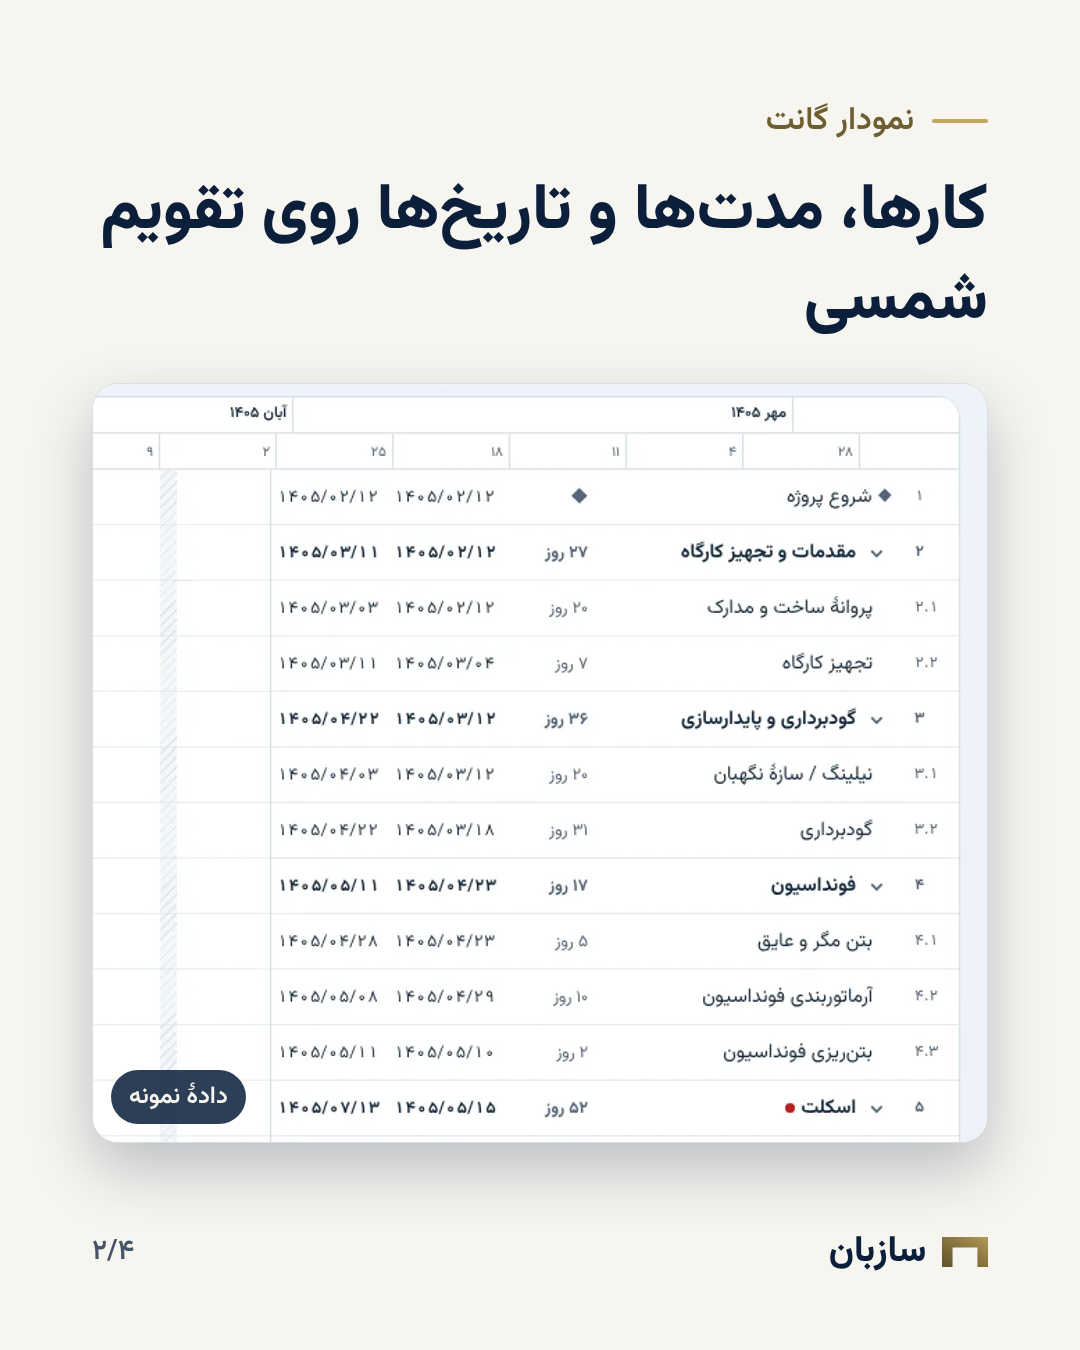 نمودار گانت
کارها، مدت‌ها و تاریخ‌ها روی تقویم
شمسی
مهر ۱۴۰۵ آبان ۱۴۰۵
۲۸ ۴ ۱۱ ۱۸ ۲۵ ۲ ۹
۱ شروع پروژه ۱۴۰۵/۰۲/۱۲ ۱۴۰۵/۰۲/۱۲
۲ مقدمات و تجهیز کارگاه ۲۷ روز ۱۴۰۵/۰۲/۱۲ ۱۴۰۵/۰۳/۱۱
۲.۱ پروانهٔ ساخت و مدارک ۲۰ روز ۱۴۰۵/۰۲/۱۲ ۱۴۰۵/۰۳/۰۳
۲.۲ تجهیز کارگاه ۷ روز ۱۴۰۵/۰۳/۰۴ ۱۴۰۵/۰۳/۱۱
۳ گودبرداری و پایدارسازی ۳۶ روز ۱۴۰۵/۰۳/۱۲ ۱۴۰۵/۰۴/۲۲
۳.۱ نیلینگ / سازهٔ نگهبان ۲۰ روز ۱۴۰۵/۰۳/۱۲ ۱۴۰۵/۰۴/۰۳
۳.۲ گودبرداری ۳۱ روز ۱۴۰۵/۰۳/۱۸ ۱۴۰۵/۰۴/۲۲
۴ فونداسیون ۱۷ روز ۱۴۰۵/۰۴/۲۳ ۱۴۰۵/۰۵/۱۱
۴.۱ بتن مگر و عایق ۵ روز ۱۴۰۵/۰۴/۲۳ ۱۴۰۵/۰۴/۲۸
۴.۲ آرماتوربندی فونداسیون ۱۰ روز ۱۴۰۵/۰۴/۲۹ ۱۴۰۵/۰۵/۰۸
۴.۳ بتن‌ریزی فونداسیون ۲ روز ۱۴۰۵/۰۵/۱۰ ۱۴۰۵/۰۵/۱۱
۵ اسکلت ۵۲ روز ۱۴۰۵/۰۵/۱۵ ۱۴۰۵/۰۷/۱۳
دادهٔ نمونه
سازبان
۲/۴